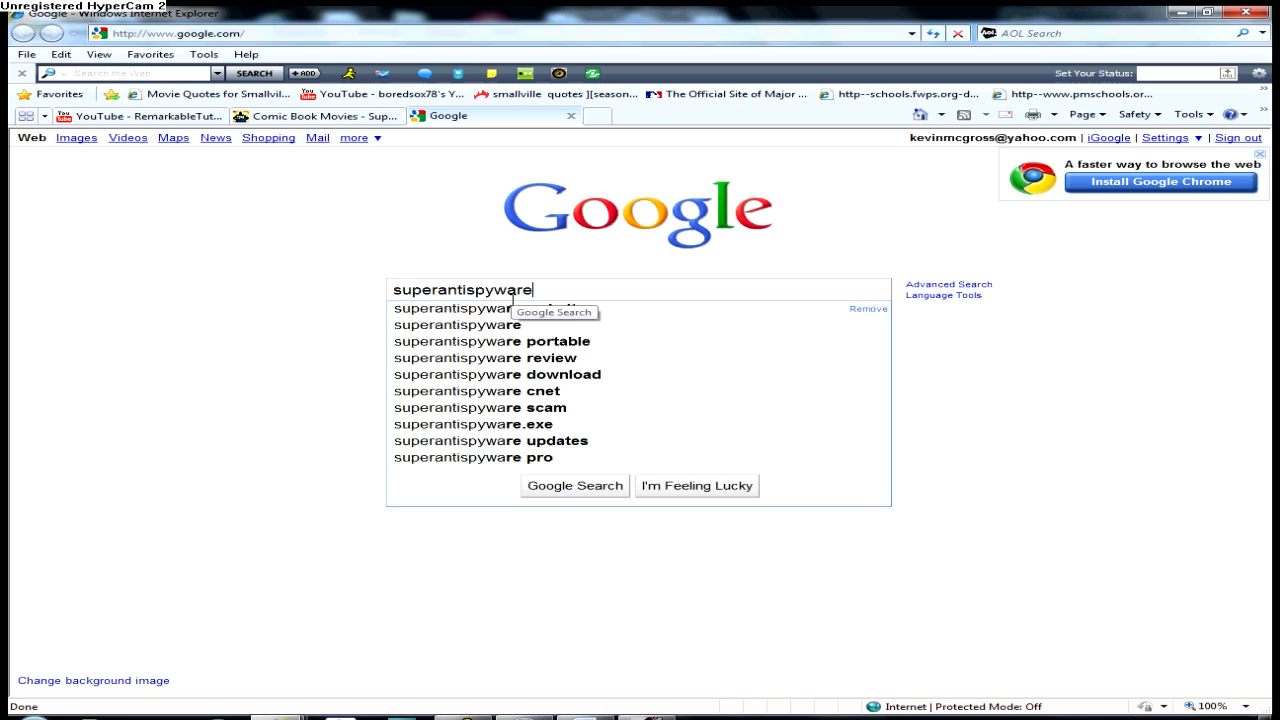 Unregistered HyperCam 2
Google - Windows Internet Explorer
http://www.google.com/
AOL Search
File Edit View Favorites Tools Help
Search the Web SEARCH +ADD Set Your Status:
Favorites Movie Quotes for Smallvil... YouTube - boredsox78's Y... smallville quotes ][season... The Official Site of Major ... http--schools.fwps.org-d... http--www.pmschools.or...
YouTube - RemarkableTut... Comic Book Movies - Sup... Google Page Safety Tools
Web Images Videos Maps News Shopping Mail more kevinmcgross@yahoo.com | iGoogle | Settings | Sign out
A faster way to browse the web
Install Google Chrome
Google
superantispyware
Advanced Search
Language Tools
Remove
Google Search
superantispyware
superantispyware portable
superantispyware review
superantispyware download
superantispyware cnet
superantispyware scam
superantispyware.exe
superantispyware updates
superantispyware pro
Google Search I'm Feeling Lucky
Change background image
Done Internet | Protected Mode: Off 100%